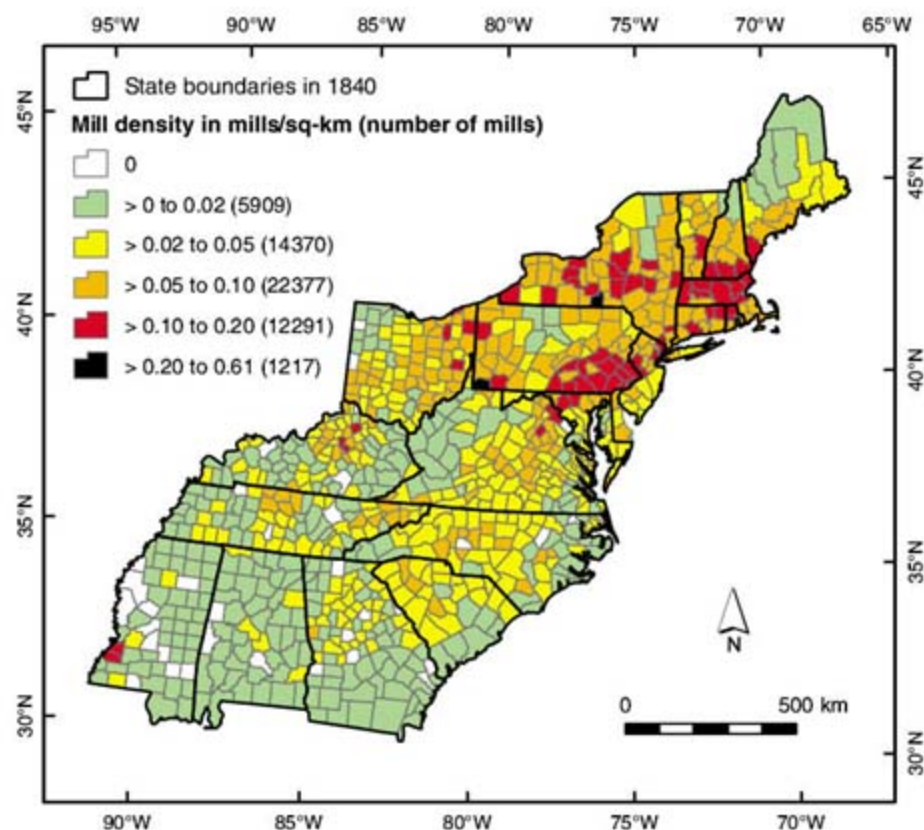 95°W 90°W 85°W 80°W 75°W 70°W 65°W
State boundaries in 1840
Mill density in mills/sq-km (number of mills)
0
> 0 to 0.02 (5909)
> 0.02 to 0.05 (14370)
> 0.05 to 0.10 (22377)
> 0.10 to 0.20 (12291)
> 0.20 to 0.61 (1217)
45°N
40°N
35°N
30°N
45°N
40°N
35°N
30°N
N
0 500 km
90°W 85°W 80°W 75°W 70°W